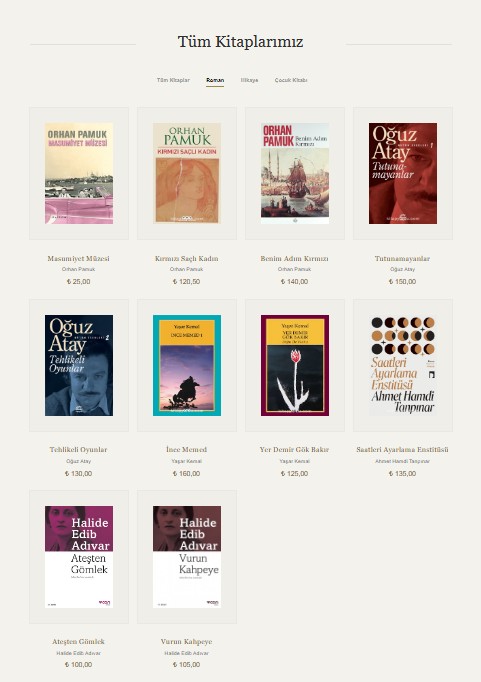 Tüm Kitaplarımız
Tüm Kitaplar Roman Hikaye Çocuk Kitabı
ORHAN PAMUK
MASUMİYET MÜZESİ
ORHAN
PAMUK
KIRMIZI SAÇLI KADIN
ORHAN
PAMUK
Benim Adım
Kırmızı
Oğuz
Atay
Tutuna-
mayanlar
Masumiyet Müzesi
Orhan Pamuk
₺ 25,00
Kırmızı Saçlı Kadın
Orhan Pamuk
₺ 120,50
Benim Adım Kırmızı
Orhan Pamuk
₺ 140,00
Tutunamayanlar
Oğuz Atay
₺ 150,00
Oğuz
Atay
Tehlikeli
Oyunlar
Yaşar Kemal
İNCE MEMED 1
Yaşar Kemal
YER DEMİR
GÖK BAKIR
Saatleri
Ayarlama
Enstitüsü
Ahmet Hamdi
Tanpınar
Tehlikeli Oyunlar
Oğuz Atay
₺ 130,00
İnce Memed
Yaşar Kemal
₺ 160,00
Yer Demir Gök Bakır
Yaşar Kemal
₺ 125,00
Saatleri Ayarlama Enstitüsü
Ahmet Hamdi Tanpınar
₺ 135,00
Halide
Edib
Adıvar
Ateşten
Gömlek
Halide
Edib
Adıvar
Vurun
Kahpeye
Ateşten Gömlek
Halide Edib Adıvar
₺ 100,00
Vurun Kahpeye
Halide Edib Adıvar
₺ 105,00